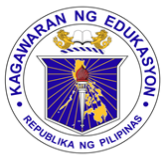 KAGAWARAN NG EDUKASYON
REPUBLIKA NG PILIPINAS